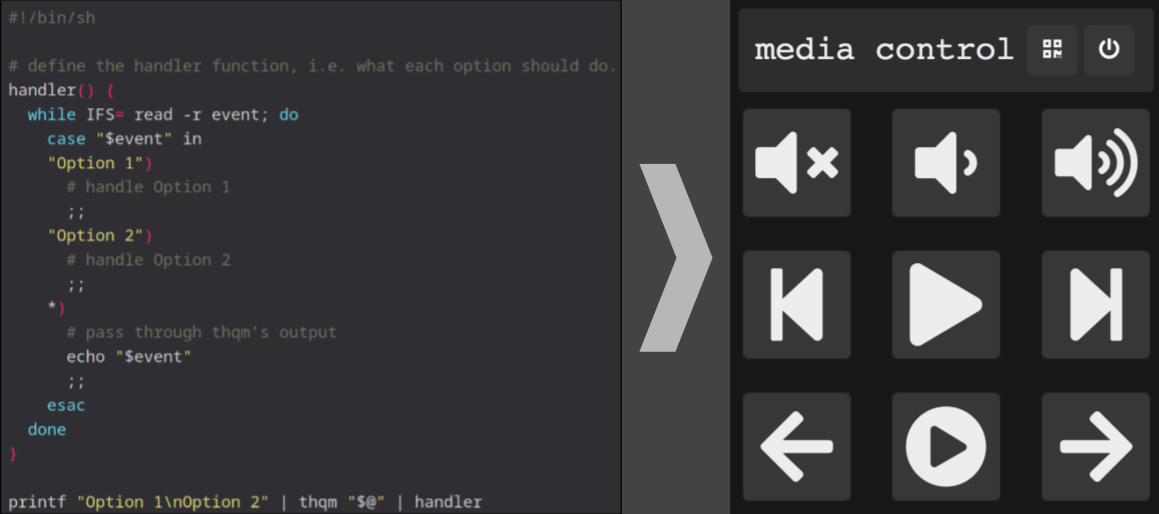 #!/bin/sh

# define the handler function, i.e. what each option should do.
handler() {
  while IFS= read -r event; do
    case "$event" in
    "Option 1")
      # handle Option 1
      ;;
    "Option 2")
      # handle Option 2
      ;;
    *)
      # pass through thqm's output
      echo "$event"
      ;;
    esac
  done
}

printf "Option 1\nOption 2" | thqm "$@" | handler
media control